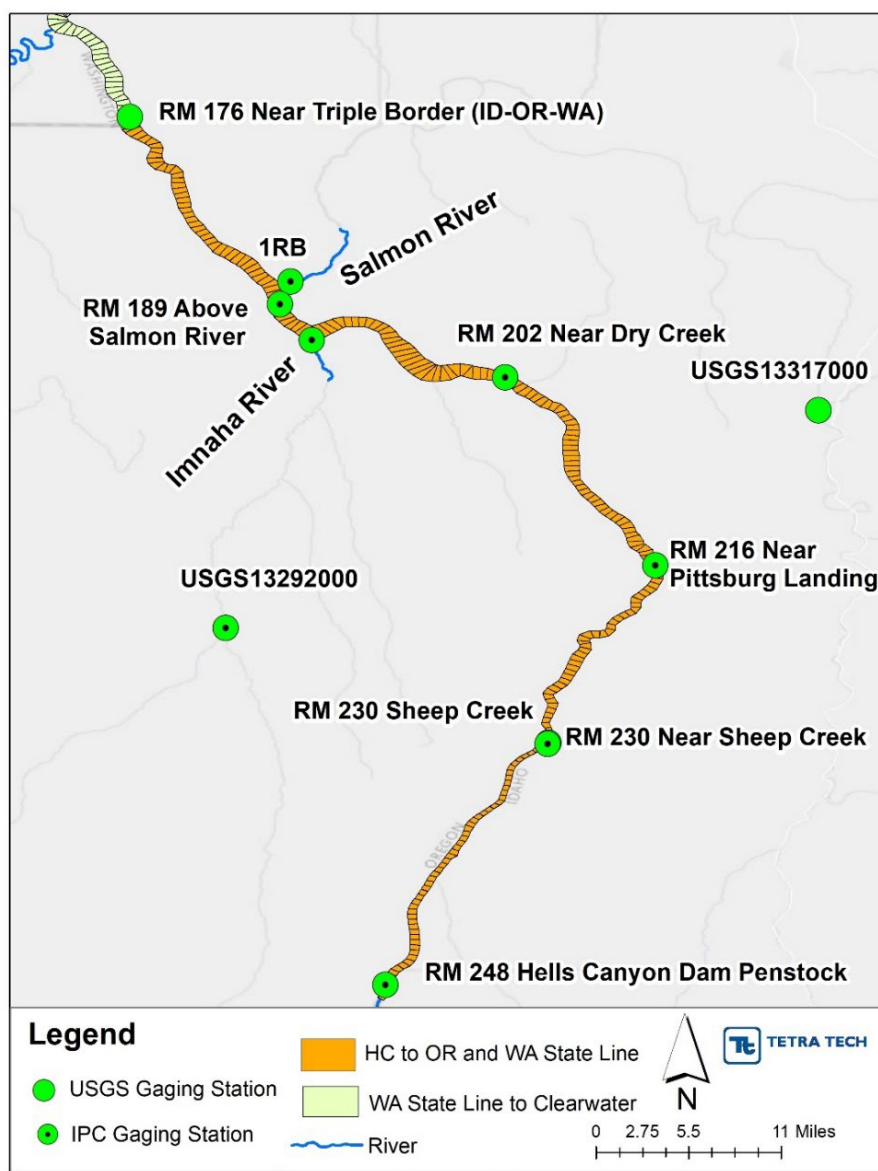 WASHINGTON
RM 176 Near Triple Border (ID-OR-WA)
1RB
Salmon River
RM 189 Above
Salmon River
Imnaha River
RM 202 Near Dry Creek
USGS13317000
RM 216 Near
Pittsburg Landing
USGS13292000
RM 230 Sheep Creek
RM 230 Near Sheep Creek
OREGON
IDAHO
RM 248 Hells Canyon Dam Penstock
Legend
USGS Gaging Station
IPC Gaging Station
HC to OR and WA State Line
WA State Line to Clearwater
River
N
Tt TETRA TECH
0 2.75 5.5 11 Miles